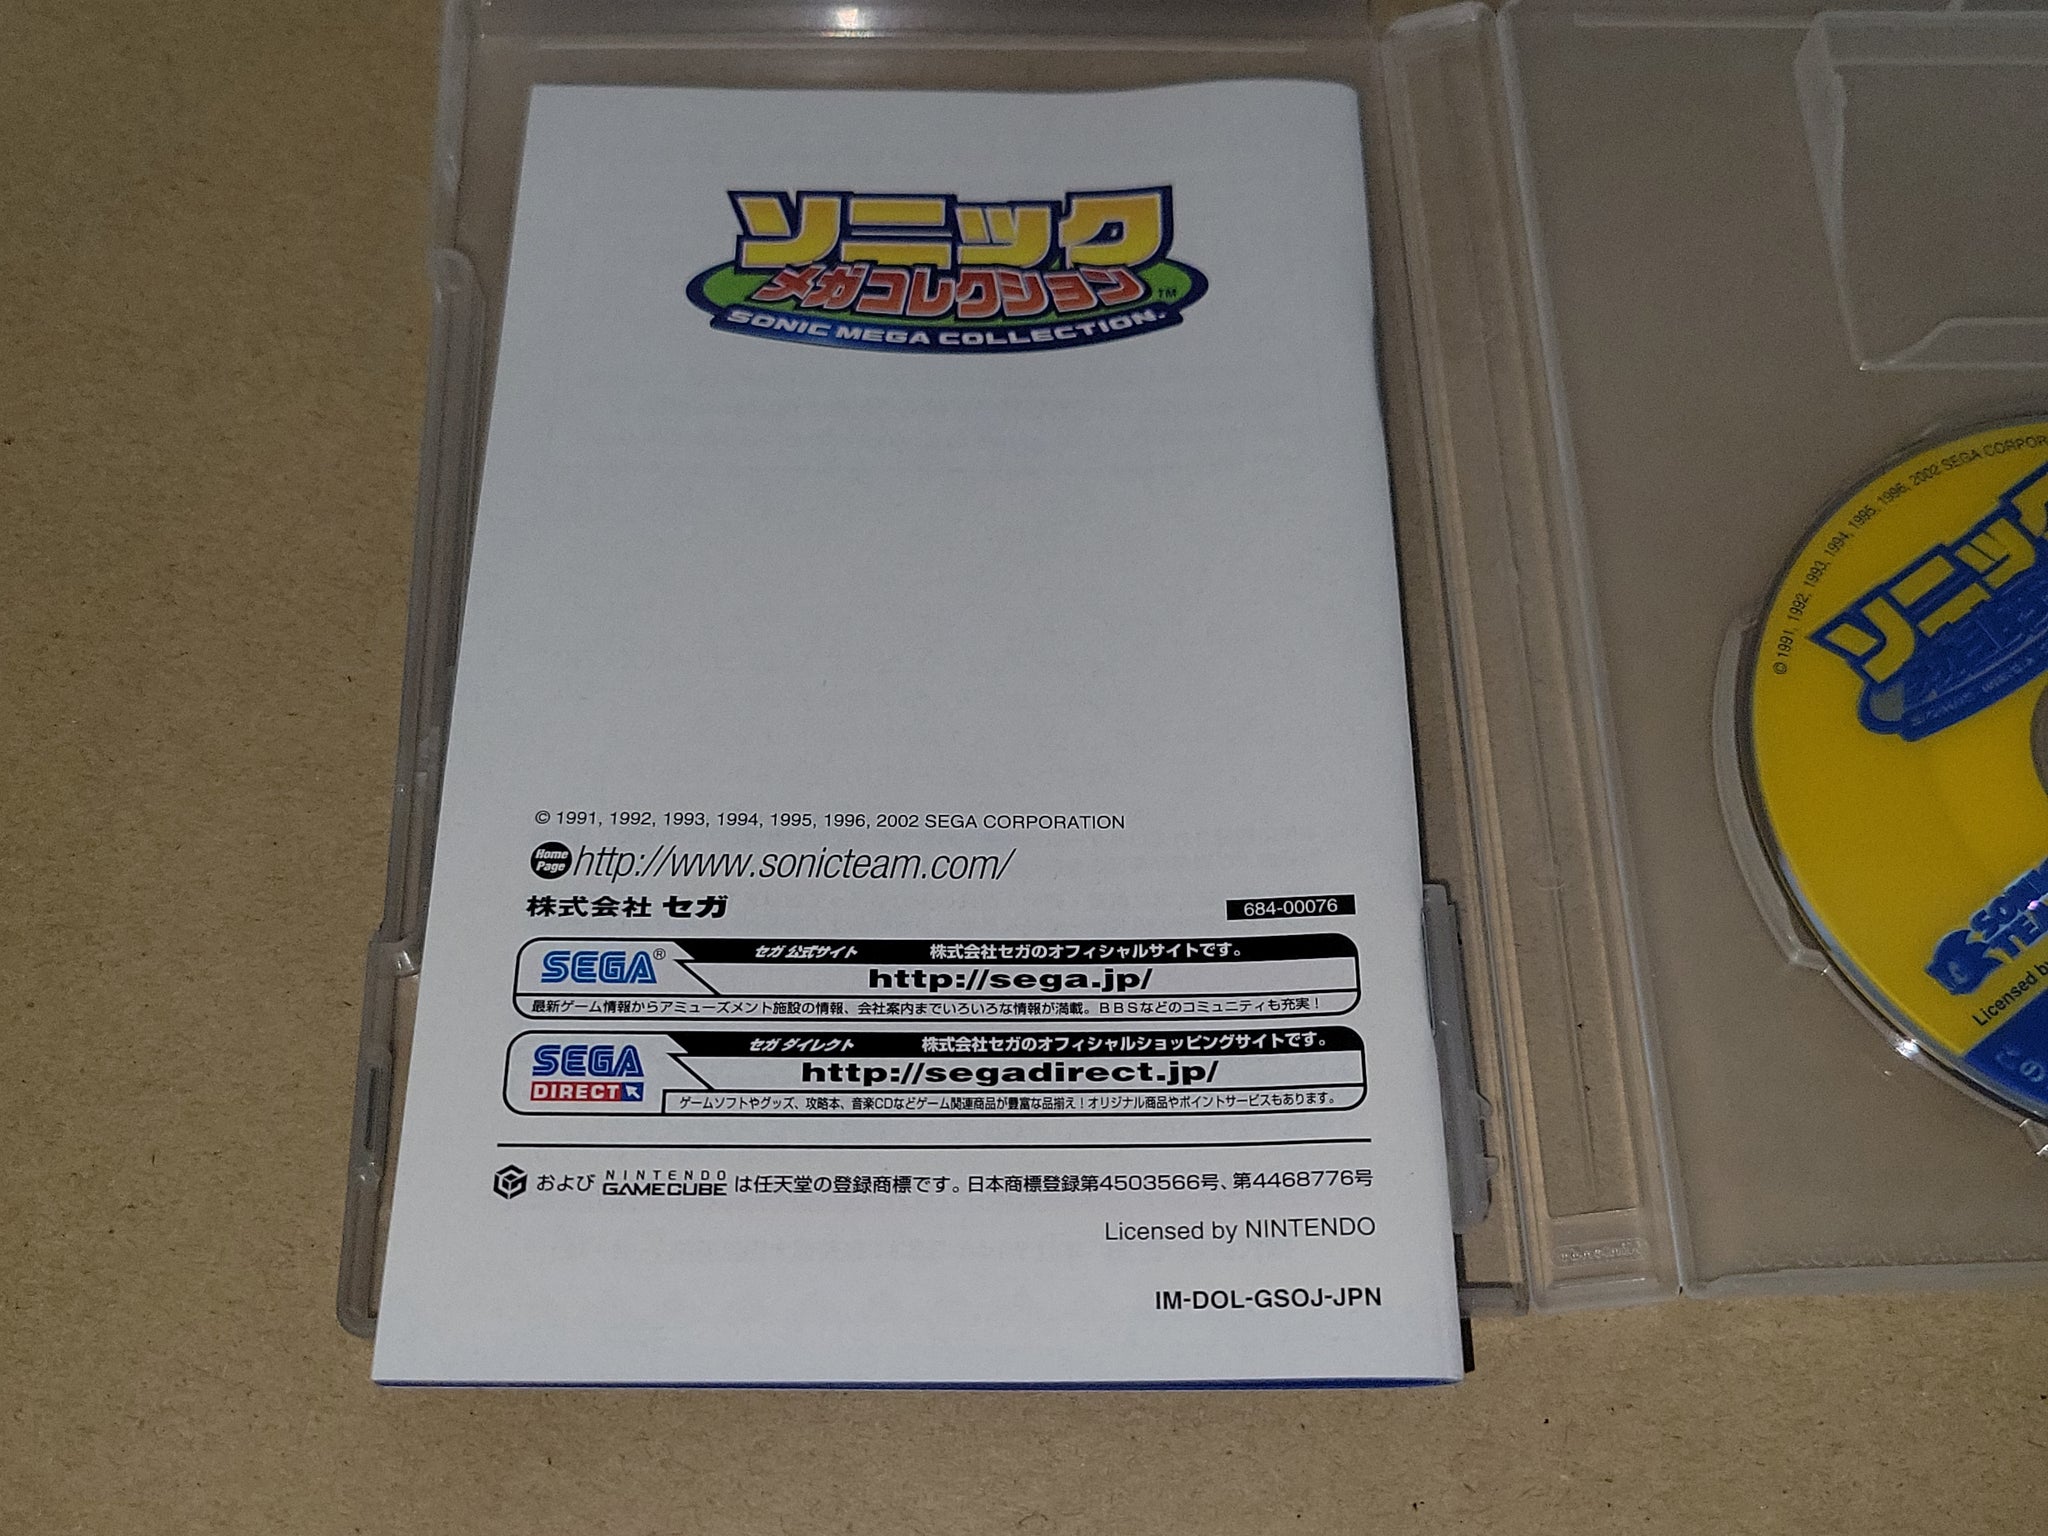 ソニック
メガコレクション TM
SONIC MEGA COLLECTION.
© 1991, 1992, 1993, 1994, 1995, 1996, 2002 SEGA CORPORATION
Home Page http://www.sonicteam.com/
株式会社 セガ
684-00076
SEGA® セガ 公式サイト 株式会社セガのオフィシャルサイトです。
http://sega.jp/
最新ゲーム情報からアミューズメント施設の情報、会社案内までいろいろな情報が満載。BBSなどのコミュニティも充実！
SEGA DIRECT セガ ダイレクト 株式会社セガのオフィシャルショッピングサイトです。
http://segadirect.jp/
ゲームソフトやグッズ、攻略本、音楽CDなどゲーム関連商品が豊富な品揃え！オリジナル商品やポイントサービスもあります。
および NINTENDO GAMECUBE は任天堂の登録商標です。日本商標登録第4503566号、第4468776号
Licensed by NINTENDO
IM-DOL-GSOJ-JPN
© 1991, 1992, 1993, 1994, 1995, 1996, 2002 SEGA
ソニック
Licensed by